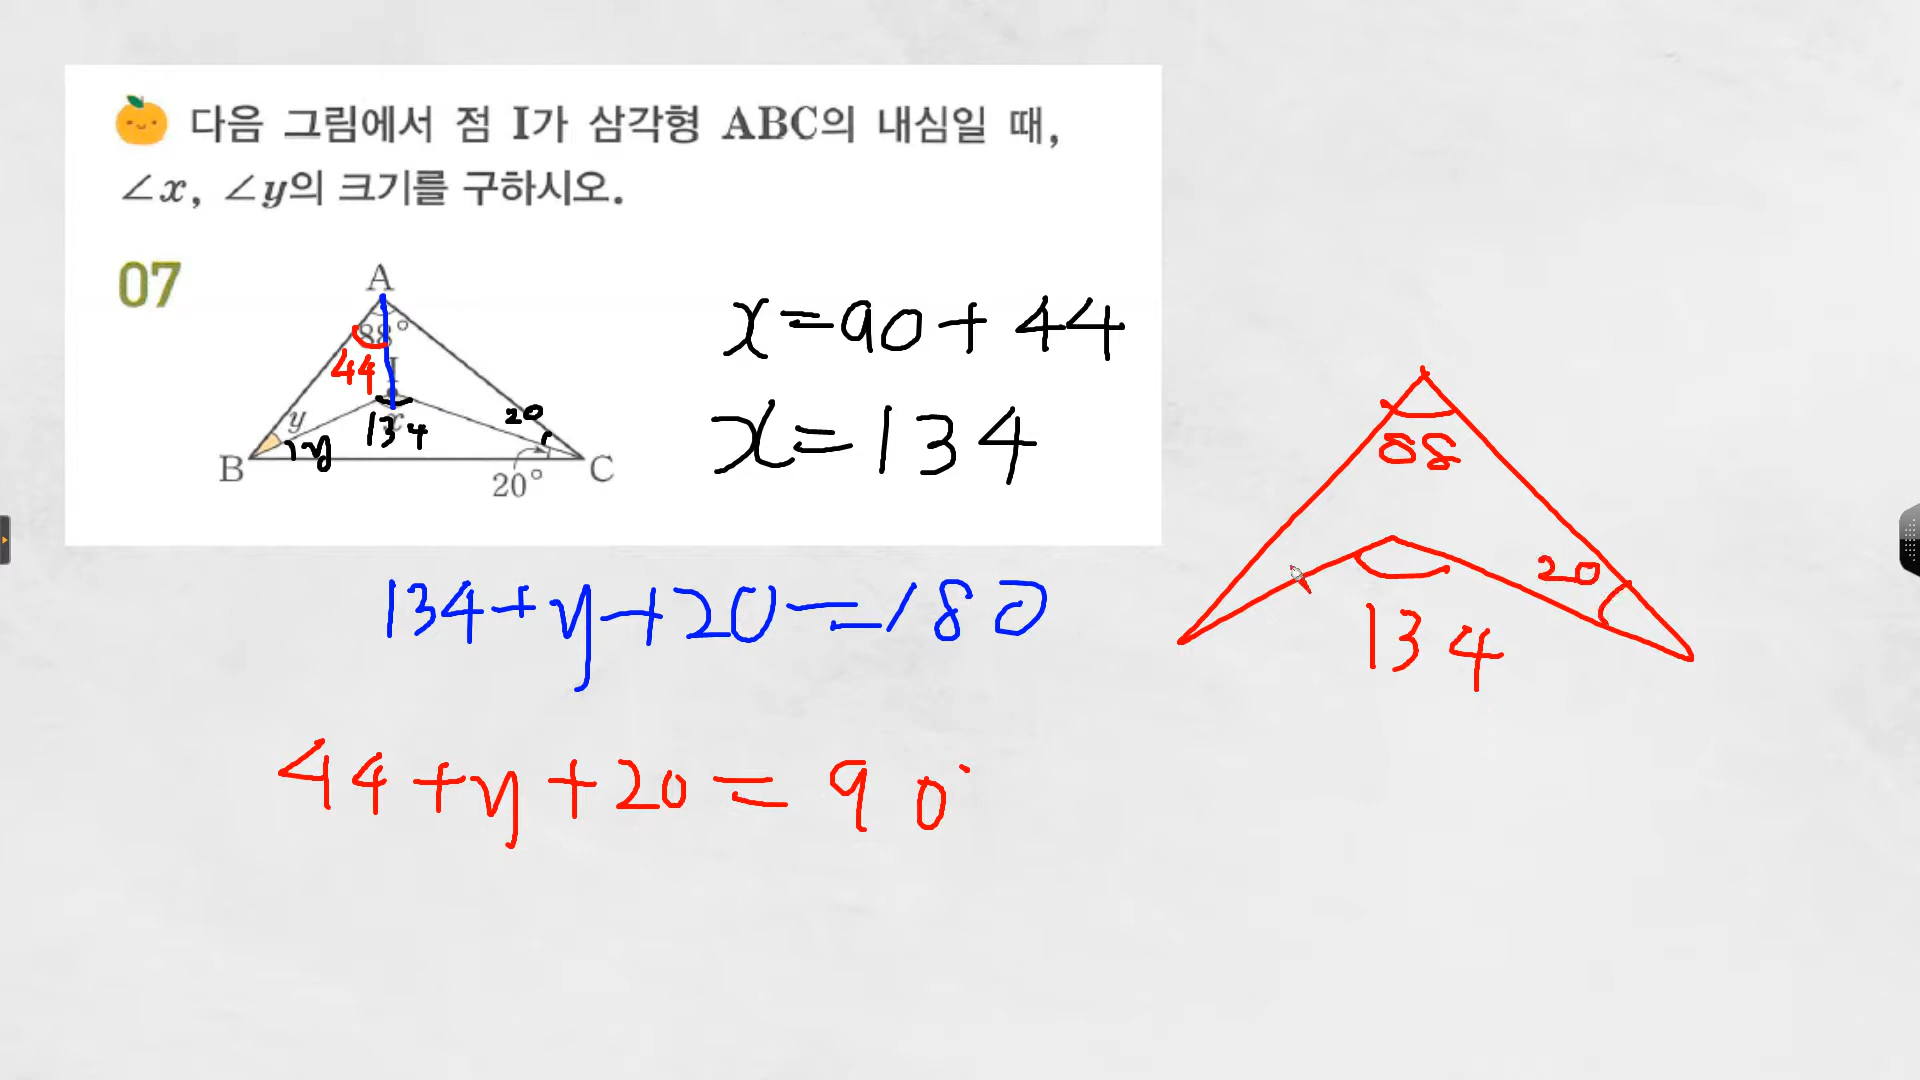 다음 그림에서 점 I가 삼각형 ABC의 내심일 때,
∠x, ∠y의 크기를 구하시오.
07
A
88°
44
I
y
x
20
134
y
B
C
20°
x=90+44
x=134
88
20
134
134+y+20=180
44+y+20=90°